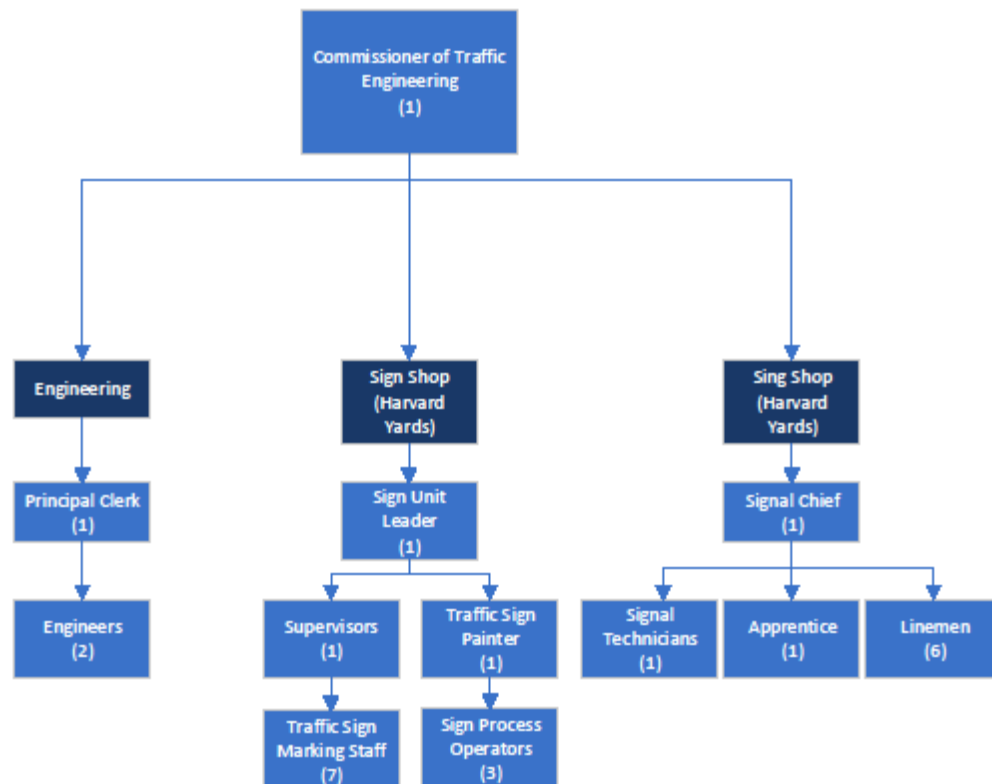 Commissioner of Traffic
Engineering
(1)
Engineering
Sign Shop
(Harvard
Yards)
Sing Shop
(Harvard
Yards)
Principal Clerk
(1)
Sign Unit
Leader
(1)
Signal Chief
(1)
Engineers
(2)
Supervisors
(1)
Traffic Sign
Painter
(1)
Signal
Technicians
(1)
Apprentice
(1)
Linemen
(6)
Traffic Sign
Marking Staff
(7)
Sign Process
Operators
(3)